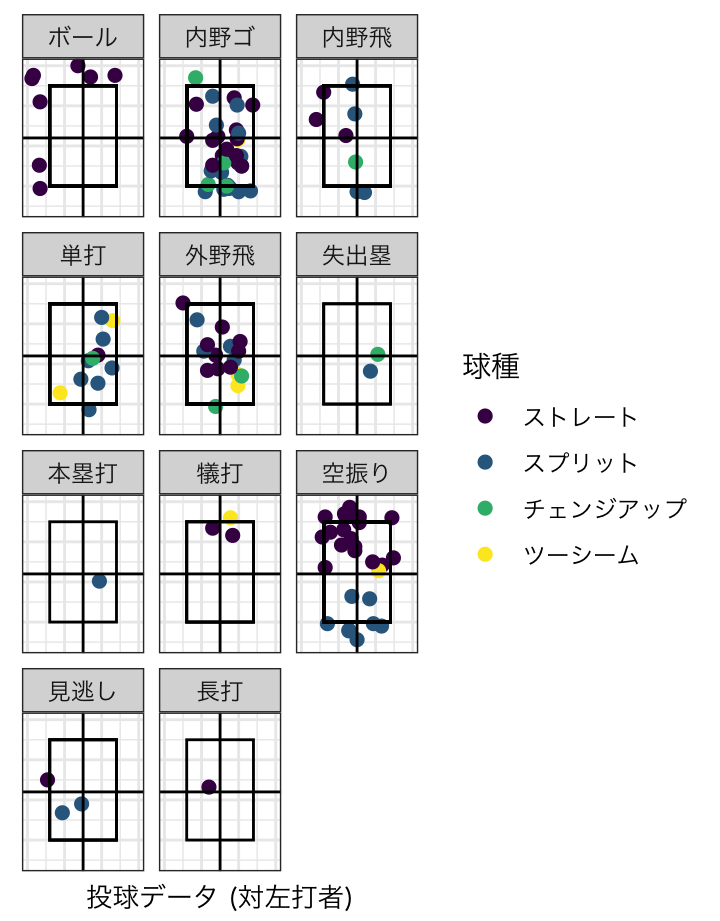 ボール
内野ゴ
内野飛
単打
外野飛
失出塁
本塁打
犠打
空振り
見逃し
長打
球種
ストレート
スプリット
チェンジアップ
ツーシーム
投球データ (対左打者)